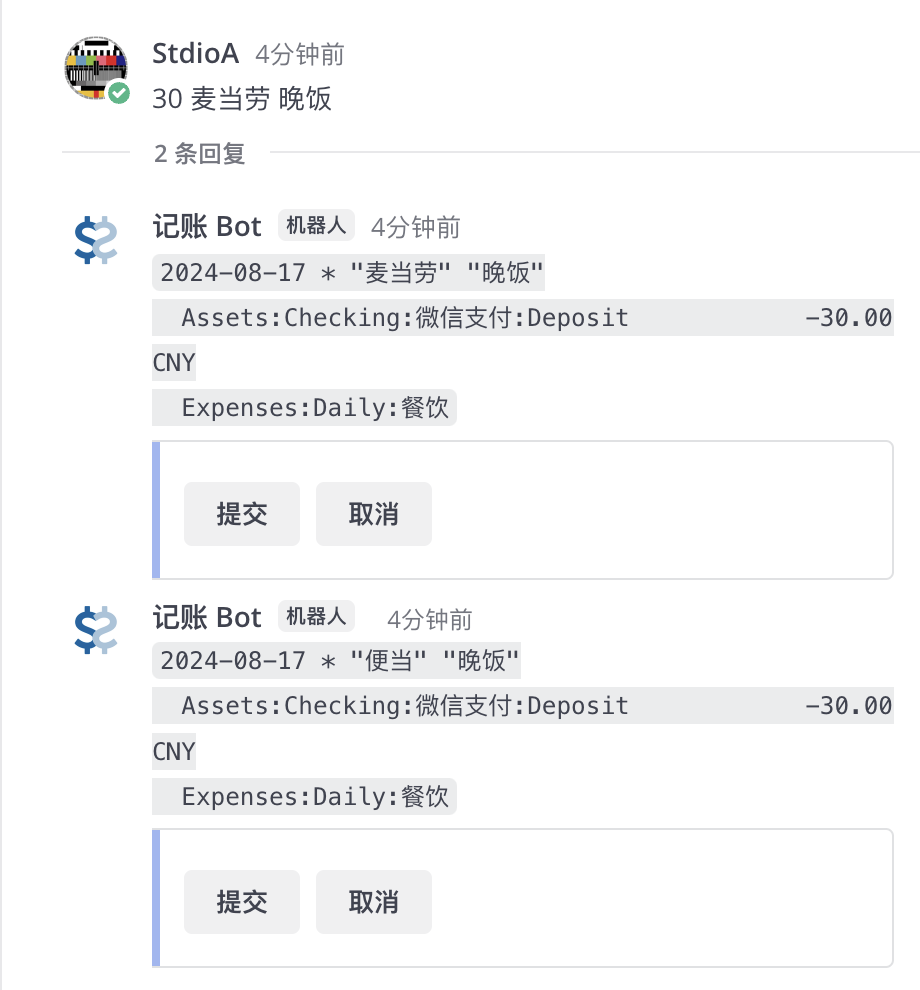 StdioA 4分钟前
30 麦当劳 晚饭
2 条回复
记账 Bot 机器人 4分钟前
2024-08-17 * "麦当劳" "晚饭"
Assets:Checking:微信支付:Deposit -30.00
CNY
Expenses:Daily:餐饮
提交 取消
记账 Bot 机器人 4分钟前
2024-08-17 * "便当" "晚饭"
Assets:Checking:微信支付:Deposit -30.00
CNY
Expenses:Daily:餐饮
提交 取消